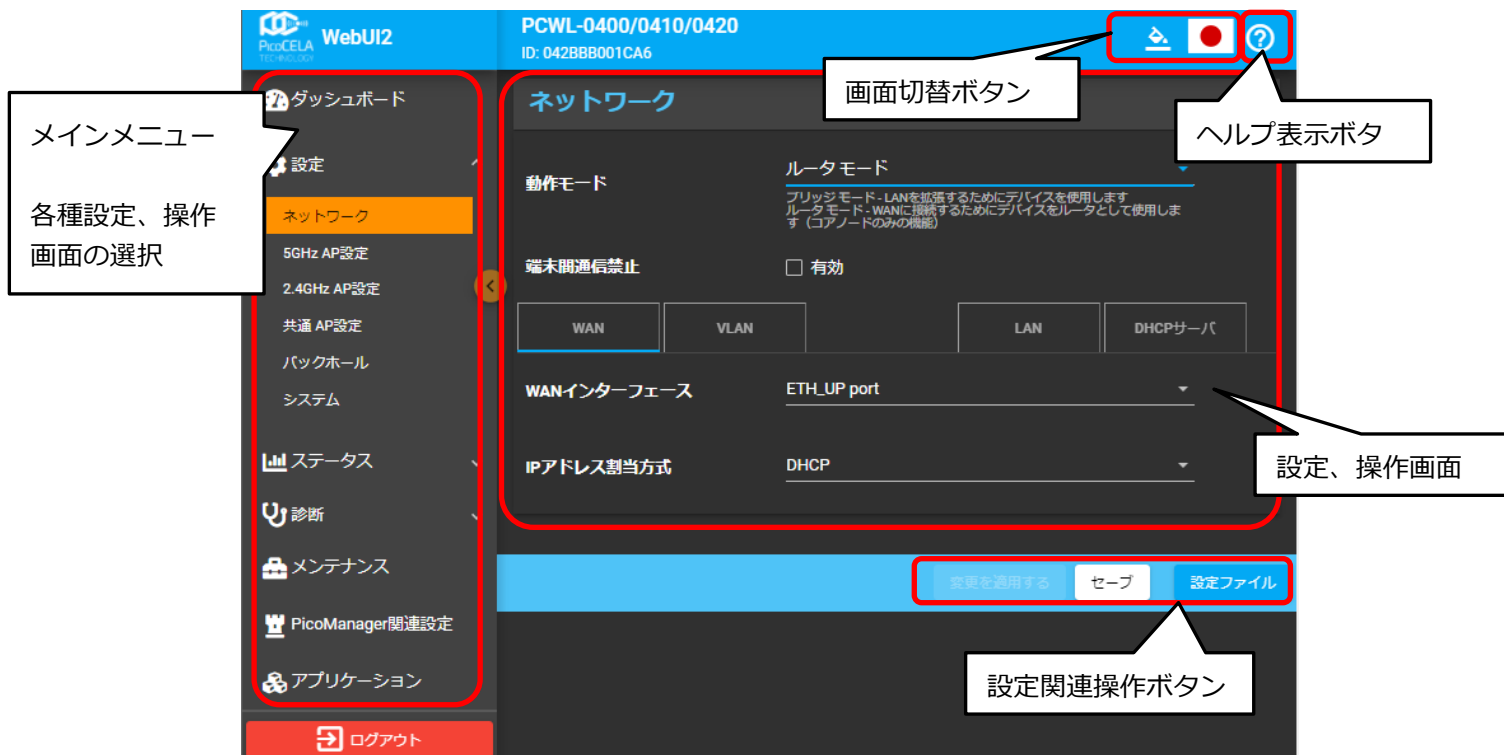 PicoCELA
TECHNOLOGY
WebUI2
PCWL-0400/0410/0420
ID: 042BBB001CA6
画面切替ボタン
ヘルプ表示ボタ
メインメニュー
各種設定、操作
画面の選択
ダッシュボード
設定
ネットワーク
5GHz AP設定
2.4GHz AP設定
共通 AP設定
バックホール
システム
ステータス
診断
メンテナンス
PicoManager関連設定
アプリケーション
ログアウト
ネットワーク
動作モード
ルータ モード
ブリッジ モード - LANを拡張するためにデバイスを使用します
ルータ モード - WANに接続するためにデバイスをルータとして使用しま
す（コアノードのみの機能）
端末間通信禁止
有効
WAN
VLAN
LAN
DHCPサーバ
WANインターフェース
ETH_UP port
IPアドレス割当方式
DHCP
設定、操作画面
変更を適用する
セーブ
設定ファイル
設定関連操作ボタン